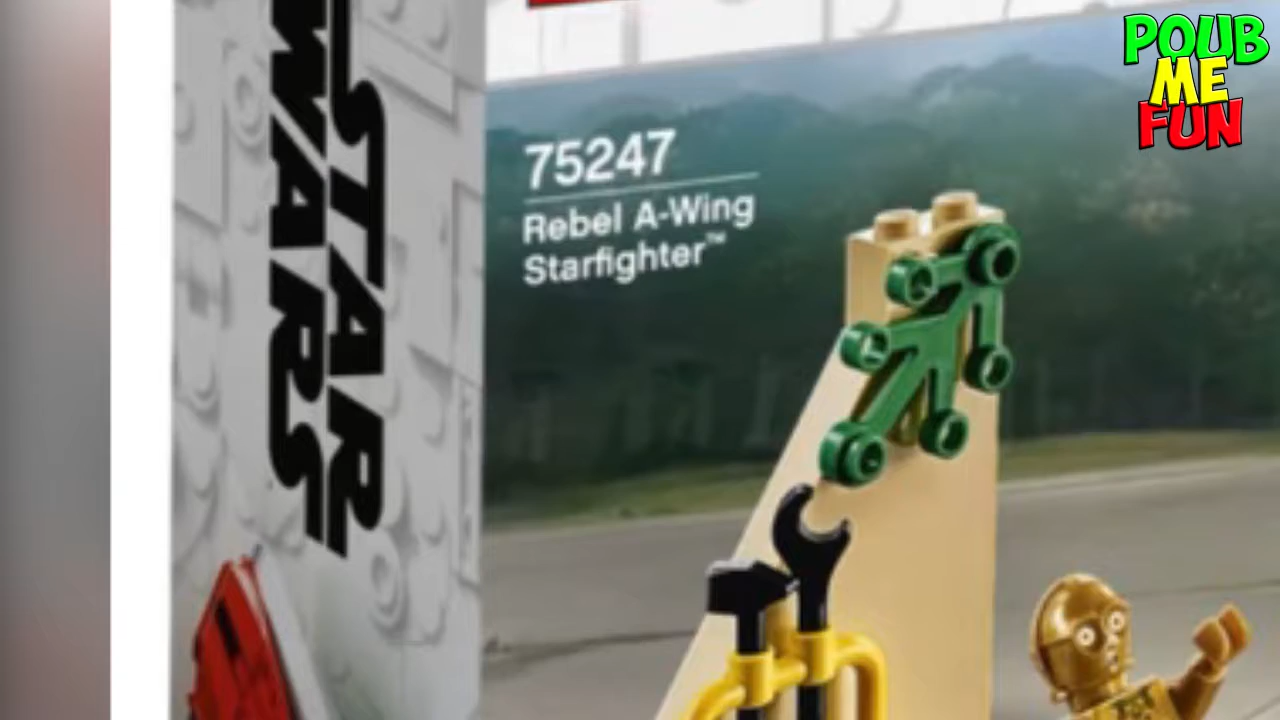 STAR
WARS
75247
Rebel A-Wing
Starfighter™
POUB
ME
FUN